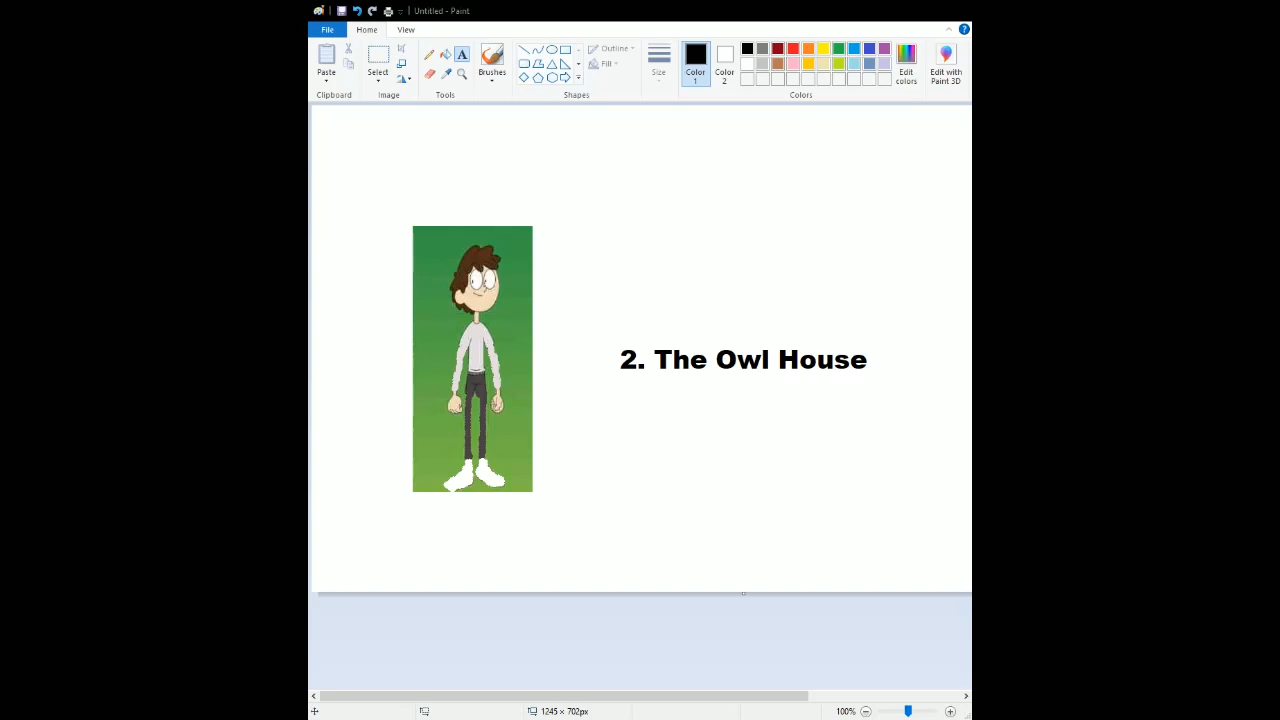 Untitled - Paint
File Home View
Paste
Select
A
Brushes
Outline
Fill
Size
Color 1
Color 2
Edit colors
Edit with Paint 3D
Clipboard Image Tools Shapes Colors
2. The Owl House
1245 × 702px 100%